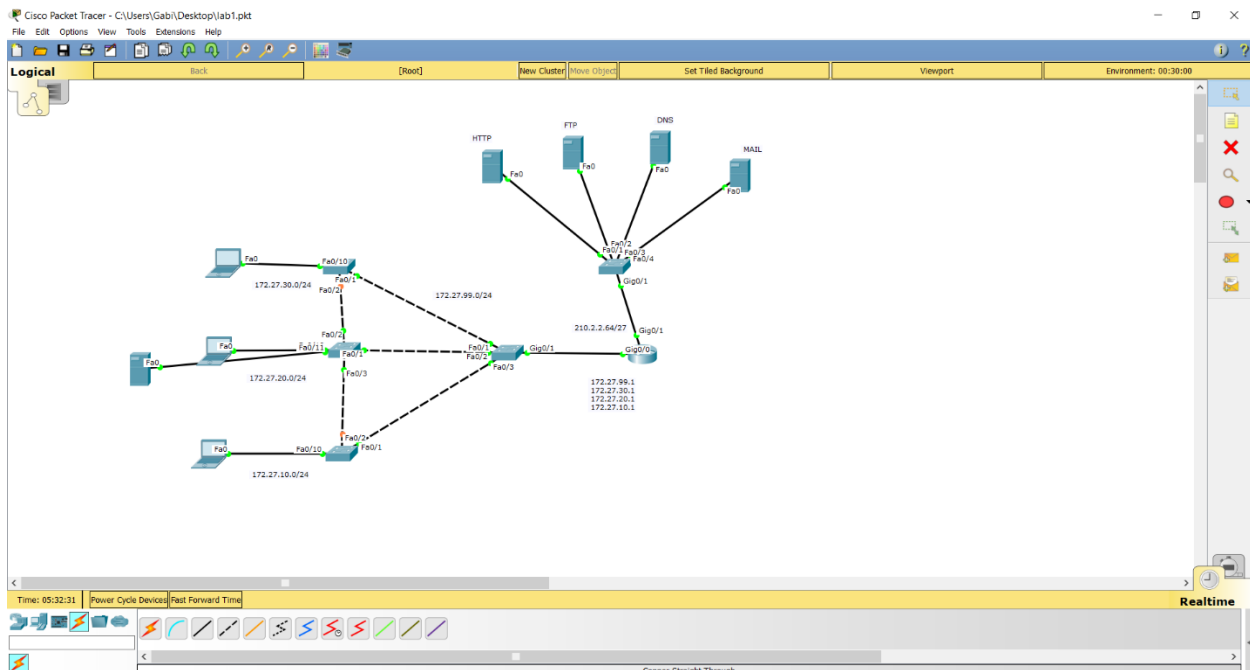 Cisco Packet Tracer - C:\Users\Gabi\Desktop\lab1.pkt
File Edit Options View Tools Extensions Help
Logical Back [Root] New Cluster Move Object Set Tiled Background Viewport Environment: 00:30:00
DNS
FTP
HTTP
MAIL
Fa0
Fa0
Fa0
Fa0
Fa0/2
Fa0/1
Fa0/3
Fa0/4
Fa0
Fa0/10
Fa0/1
Gig0/1
172.27.30.0/24
Fa0/2
172.27.99.0/24
210.2.2.64/27
Gig0/1
Fa0/2
Fa0
Fa0/1
Fa0/1
Gig0/1
Gig0/0
Fa0/2
Fa0
Fa0/3
172.27.20.0/24
Fa0/3
172.27.99.1
172.27.30.1
172.27.20.1
172.27.10.1
Fa0/2
Fa0
Fa0/10
Fa0/1
172.27.10.0/24
Time: 05:32:31 Power Cycle Devices Fast Forward Time
Realtime